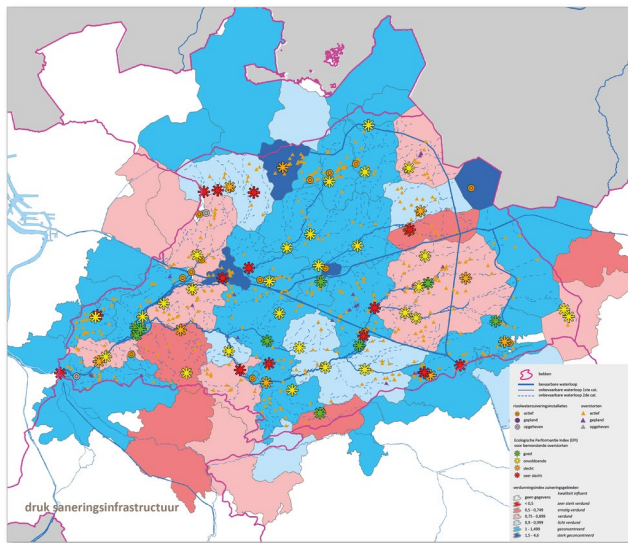 druk saneringsinfrastructuur
bekken
bevaarbare waterloop
onbevaarbare waterloop 1ste cat.
onbevaarbare waterloop 2de cat.
rioolwaterzuiveringsinstallaties
overstorten
actief
actief
gepland
gepland
opgeheven
opgeheven
Ecologische Performantie Index (EPI)
voor bemonsterde overstorten
goed
onvoldoende
slecht
zeer slecht
verdunningsindex zuiveringsgebieden
kwaliteit influent
geen gegevens
< 0,5
zeer sterk verdund
0,5 - 0,749
ernstig verdund
0,75 - 0,899
verdund
0,9 - 0,999
licht verdund
1 - 1,499
geconcentreerd
1,5 - 4,6
sterk geconcentreerd